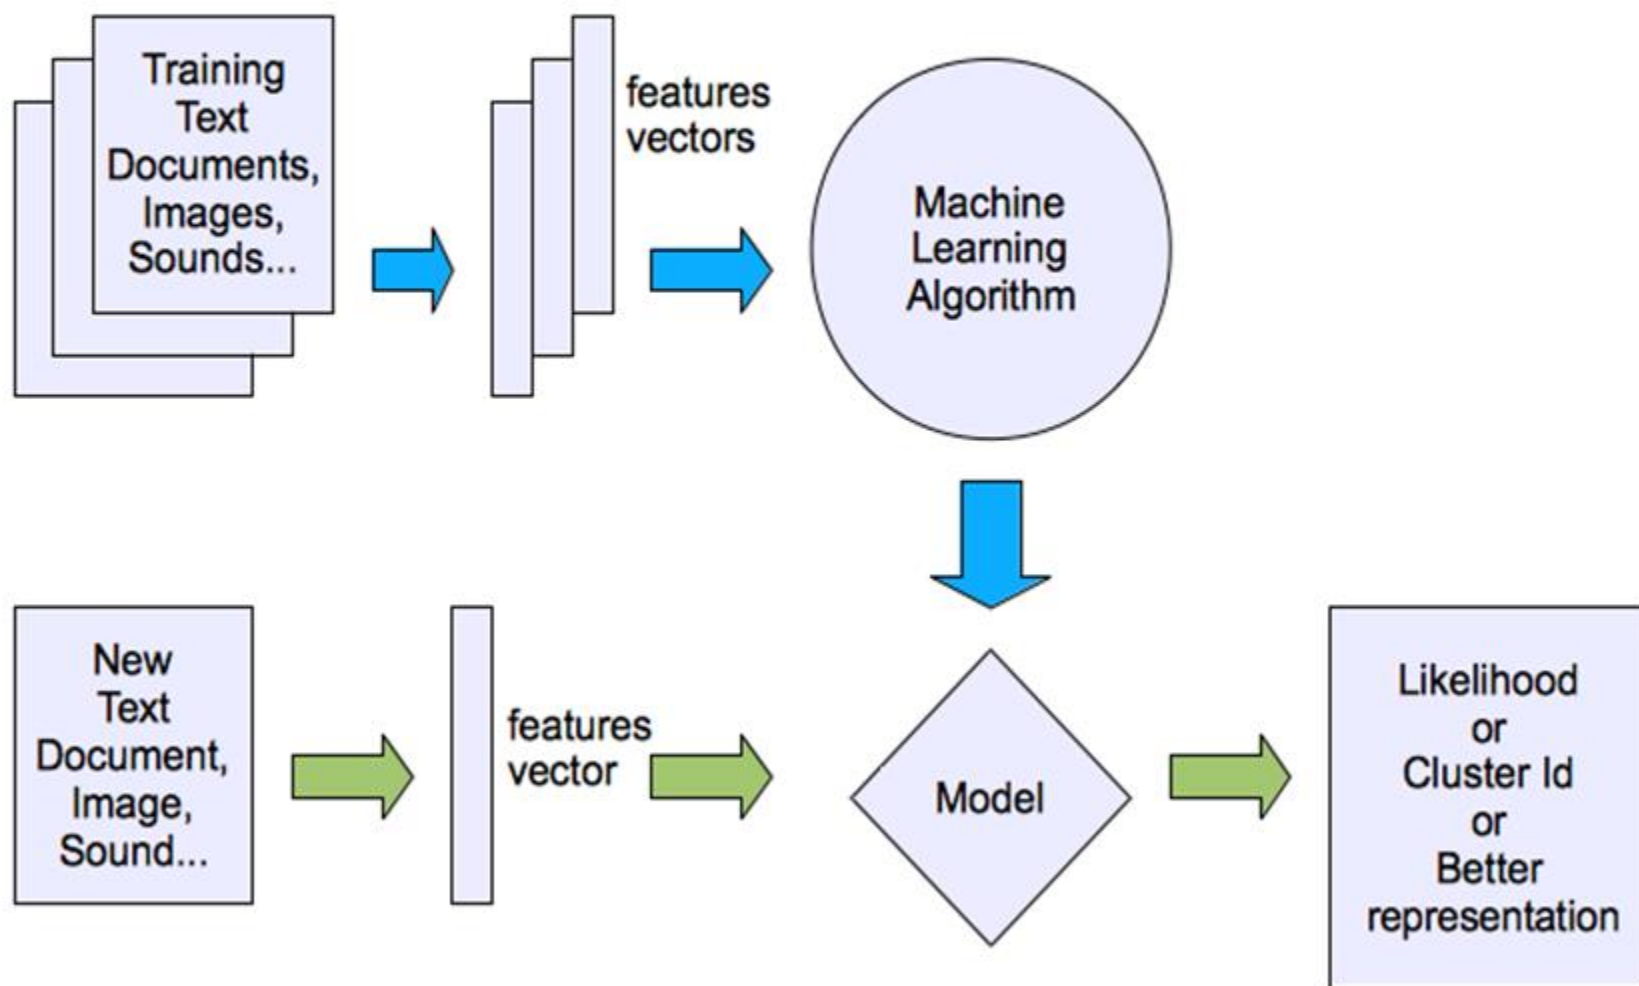 Training
Text
Documents,
Images,
Sounds...
features
vectors
Machine
Learning
Algorithm
New
Text
Document,
Image,
Sound...
features
vector
Model
Likelihood
or
Cluster Id
or
Better
representation